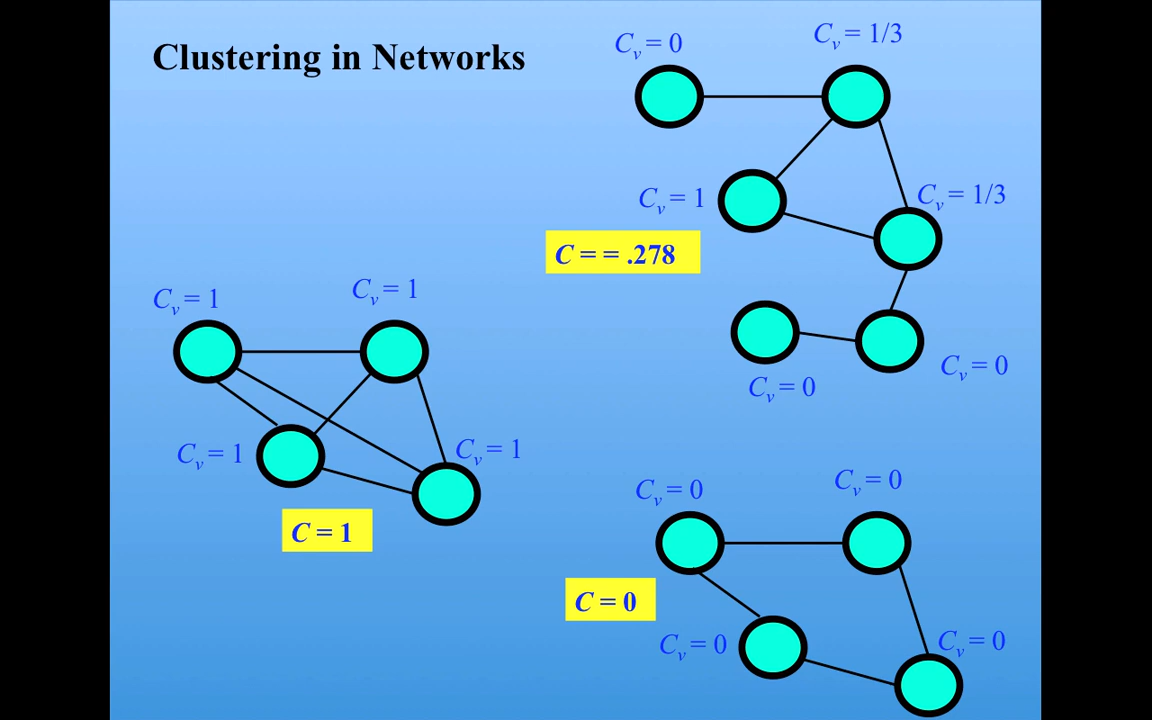 Clustering in Networks
Cv = 0
Cv = 1/3
Cv = 1
Cv = 1/3
C = = .278
Cv = 0
Cv = 0
Cv = 1
Cv = 1
Cv = 1
Cv = 1
C = 1
Cv = 0
Cv = 0
C = 0
Cv = 0
Cv = 0